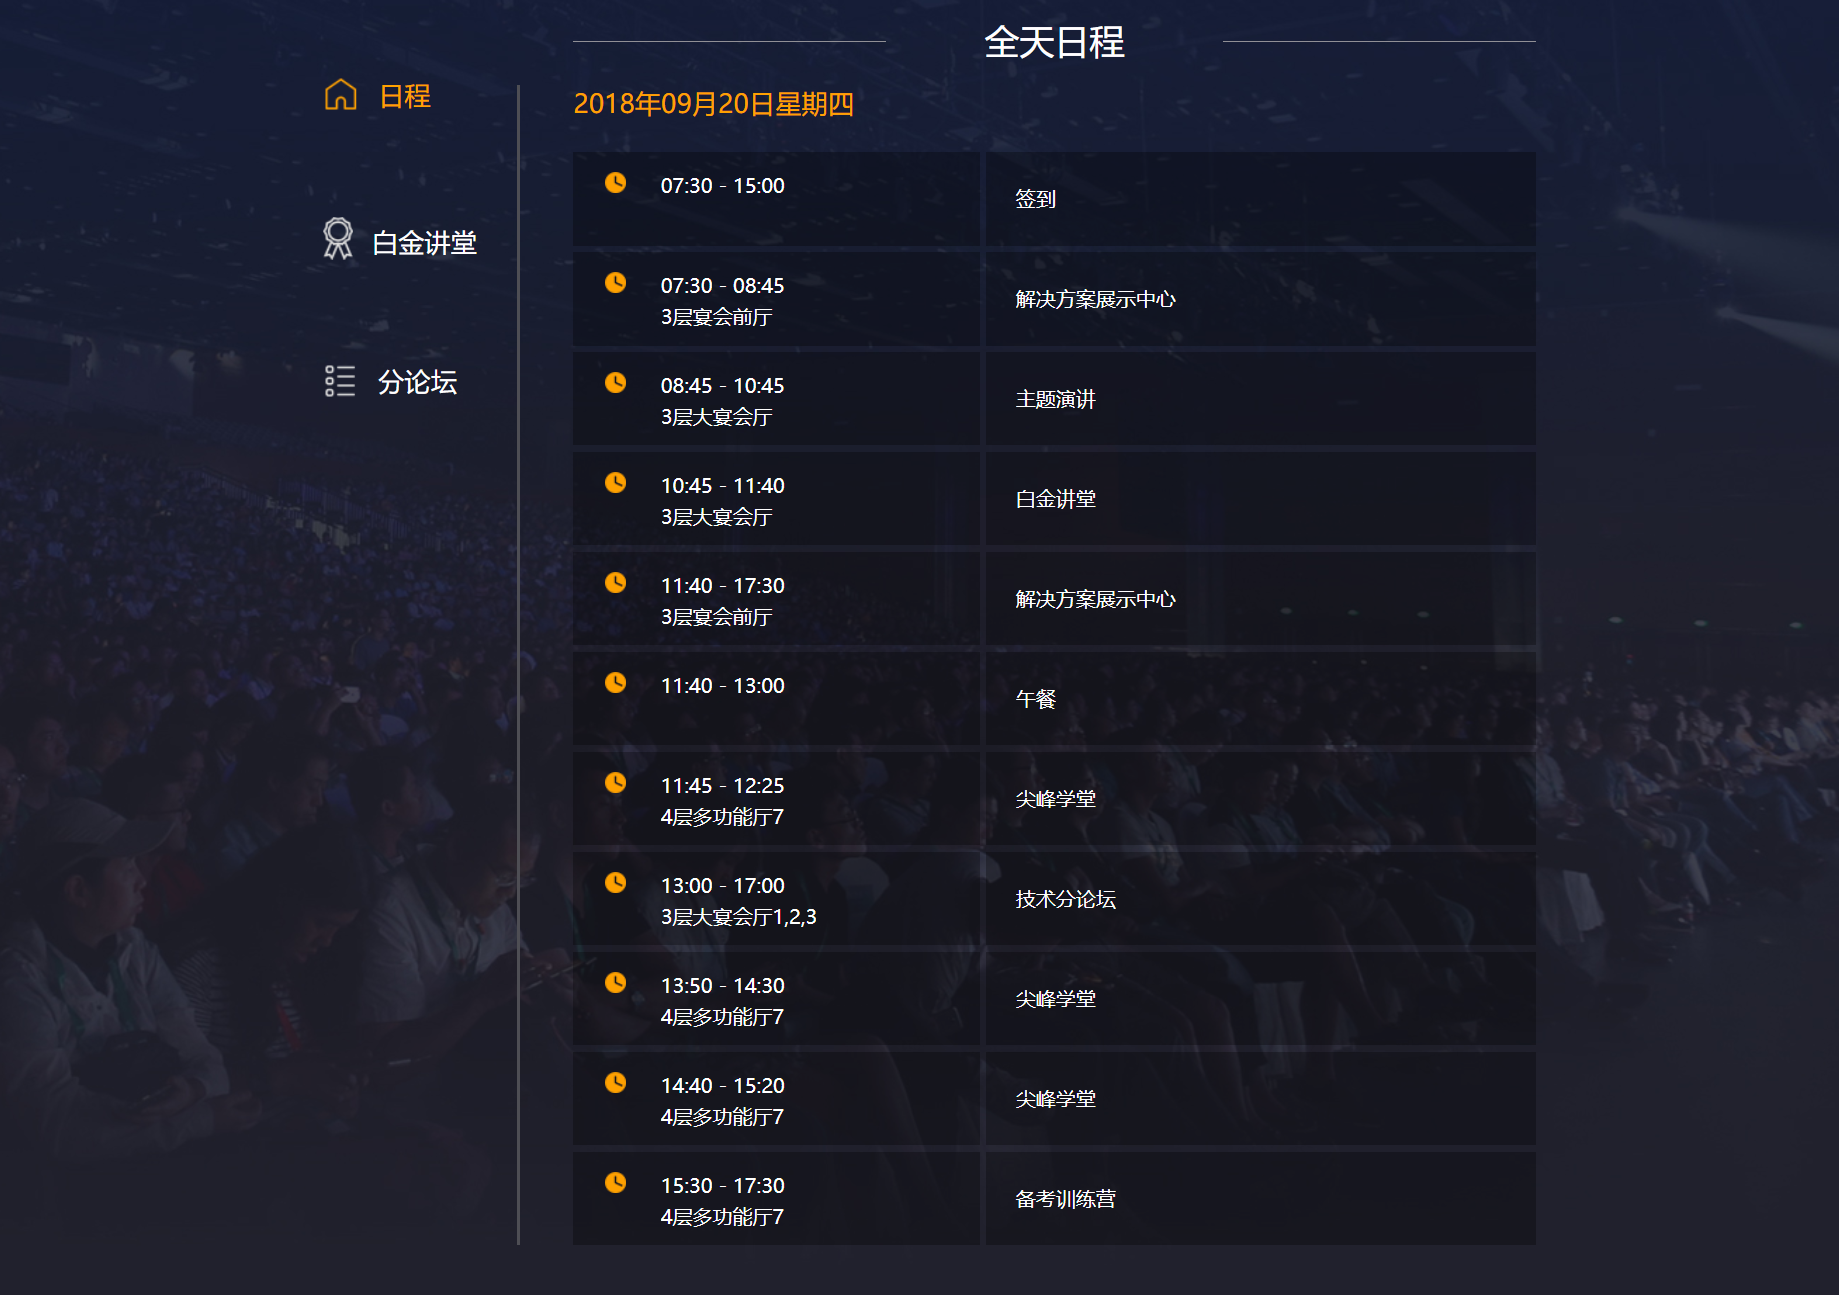 全天日程
日程
白金讲堂
分论坛
2018年09月20日星期四
07:30 - 15:00
签到
07:30 - 08:45
3层宴会前厅
解决方案展示中心
08:45 - 10:45
3层大宴会厅
主题演讲
10:45 - 11:40
3层大宴会厅
白金讲堂
11:40 - 17:30
3层宴会前厅
解决方案展示中心
11:40 - 13:00
午餐
11:45 - 12:25
4层多功能厅7
尖峰学堂
13:00 - 17:00
3层大宴会厅1,2,3
技术分论坛
13:50 - 14:30
4层多功能厅7
尖峰学堂
14:40 - 15:20
4层多功能厅7
尖峰学堂
15:30 - 17:30
4层多功能厅7
备考训练营